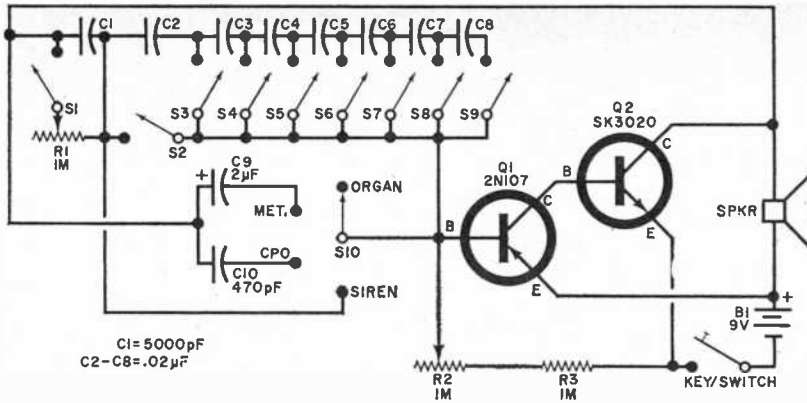 C1 C2 C3 C4 C5 C6 C7 C8
S1 S2 S3 S4 S5 S6 S7 S8 S9
R1
1M
C9
2µF
+
MET.
ORGAN
CPO
S10
C10
470pF
SIREN
C1=5000pF
C2-C8=.02µF
Q1
2N107
B
C
E
Q2
SK3020
B
C
E
SPKR
+
B1
9V
R2
1M
R3
1M
KEY/SWITCH